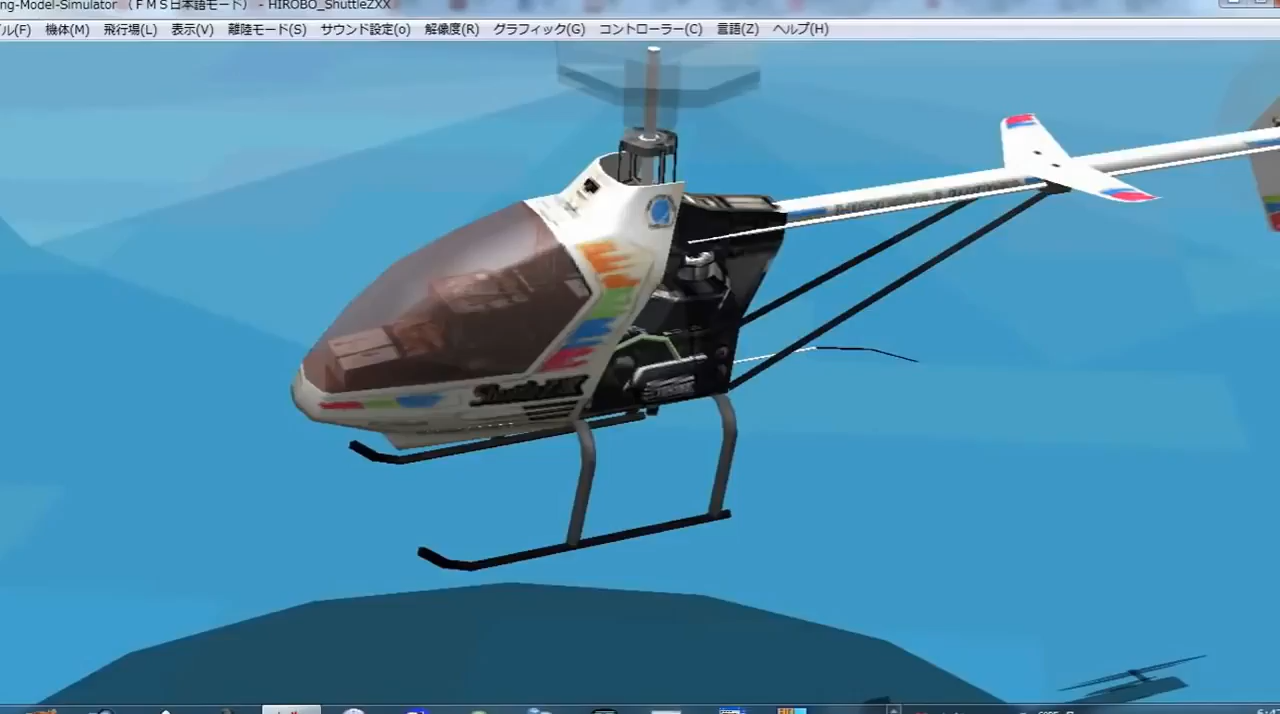 ng-Model-Simulator （ＦＭＳ日本語モード） - HIROBO_ShuttleZXX
ル(F) 機体(M) 飛行場(L) 表示(V) 離陸モード(S) サウンド設定(o) 解像度(R) グラフィック(G) コントローラー(C) 言語(Z) ヘルプ(H)